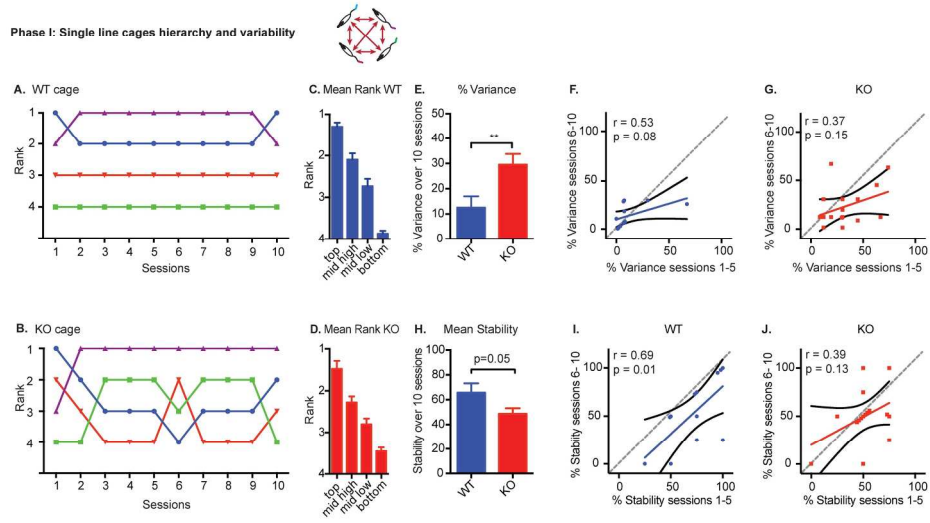 Phase I: Single line cages hierarchy and variability
A. WT cage
1
2
3
4
Rank
1 2 3 4 5 6 7 8 9 10
Sessions
C. Mean Rank WT
1
2
3
4
Rank
top
mid high
mid low
bottom
E. % Variance
50
40
30
20
10
0
% Variance over 10 sessions
**
WT
KO
F.
r = 0.53
p = 0.08
100
50
0
% Variance sessions 6-10
0 50 100
% Variance sessions 1-5
G. KO
r = 0.37
p = 0.15
100
50
0
% Variance sessions 6-10
0 50 100
% Variance sessions 1-5
B. KO cage
1
2
3
4
Rank
1 2 3 4 5 6 7 8 9 10
Sessions
D. Mean Rank KO
1
2
3
4
Rank
top
mid high
mid low
bottom
H. Mean Stability
100
80
60
40
20
0
Stability over 10 sessions
p=0.05
WT
KO
I. WT
r = 0.69
p = 0.01
100
50
0
% Stabiity sessions 6- 10
0 50 100
% Stability sessions 1-5
J. KO
r = 0.39
p = 0.13
100
50
0
% Stabiity sessions 6-10
0 50 100
% Stability sessions 1-5